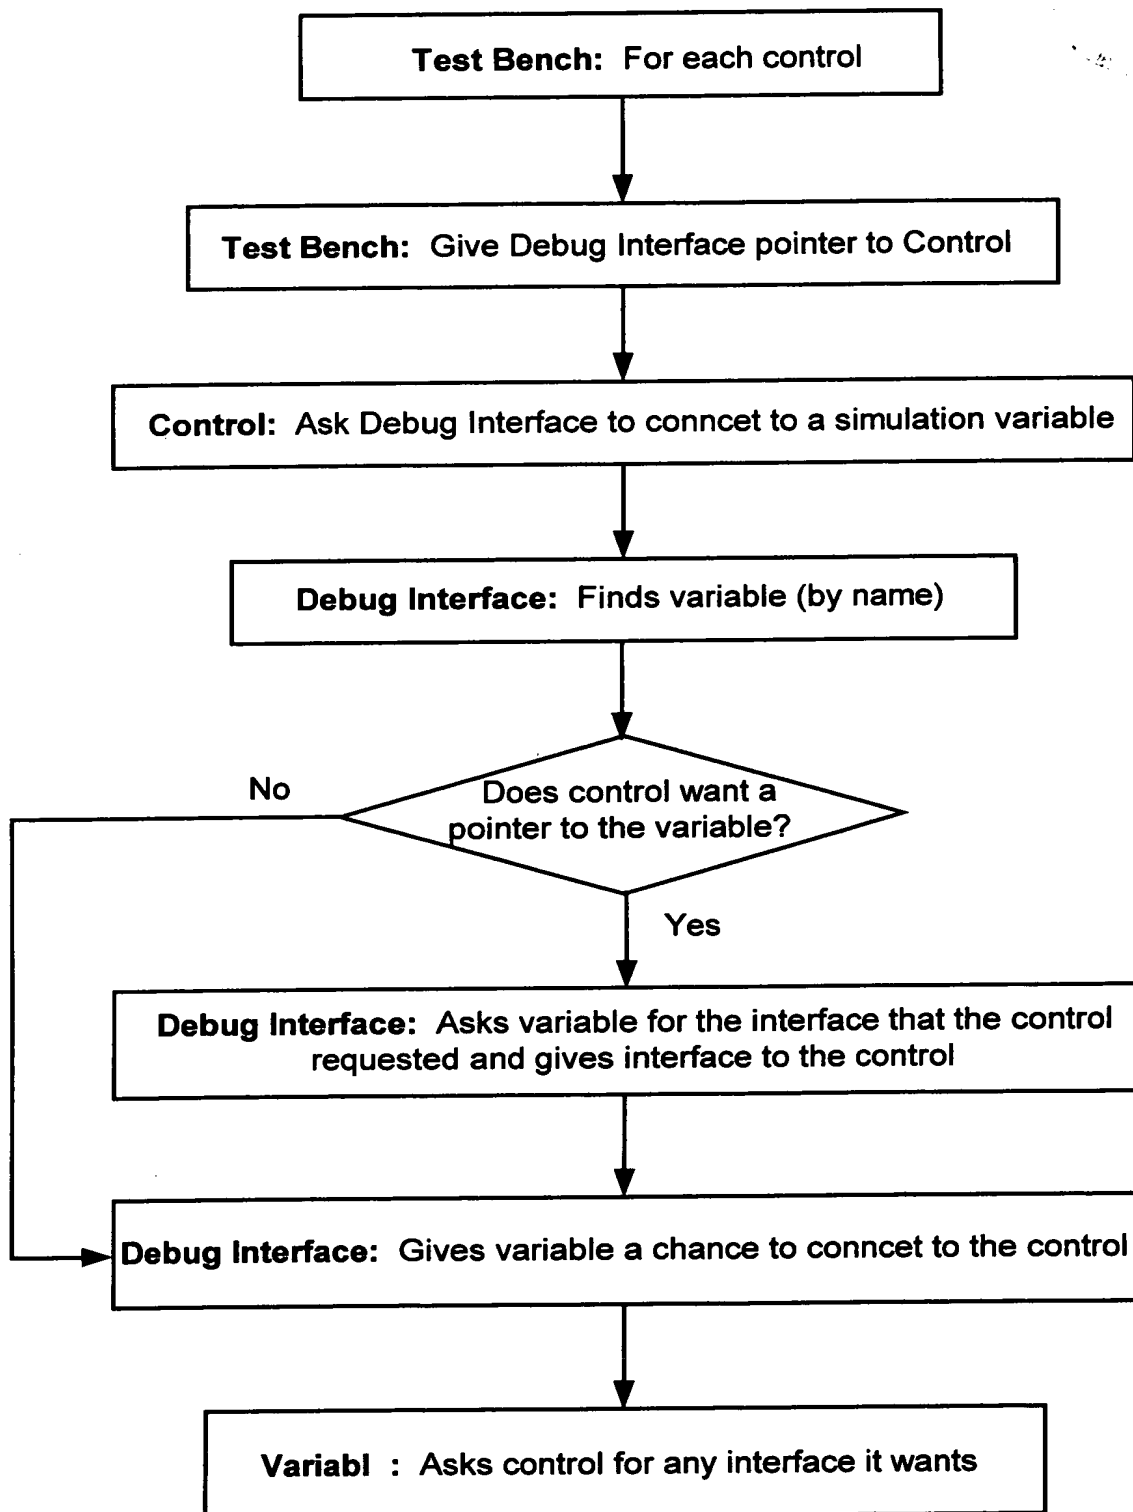 Test Bench: For each control
Test Bench: Give Debug Interface pointer to Control
Control: Ask Debug Interface to conncet to a simulation variable
Debug Interface: Finds variable (by name)
No
Does control want a
pointer to the variable?
Yes
Debug Interface: Asks variable for the interface that the control
requested and gives interface to the control
Debug Interface: Gives variable a chance to conncet to the control
Variabl : Asks control for any interface it wants